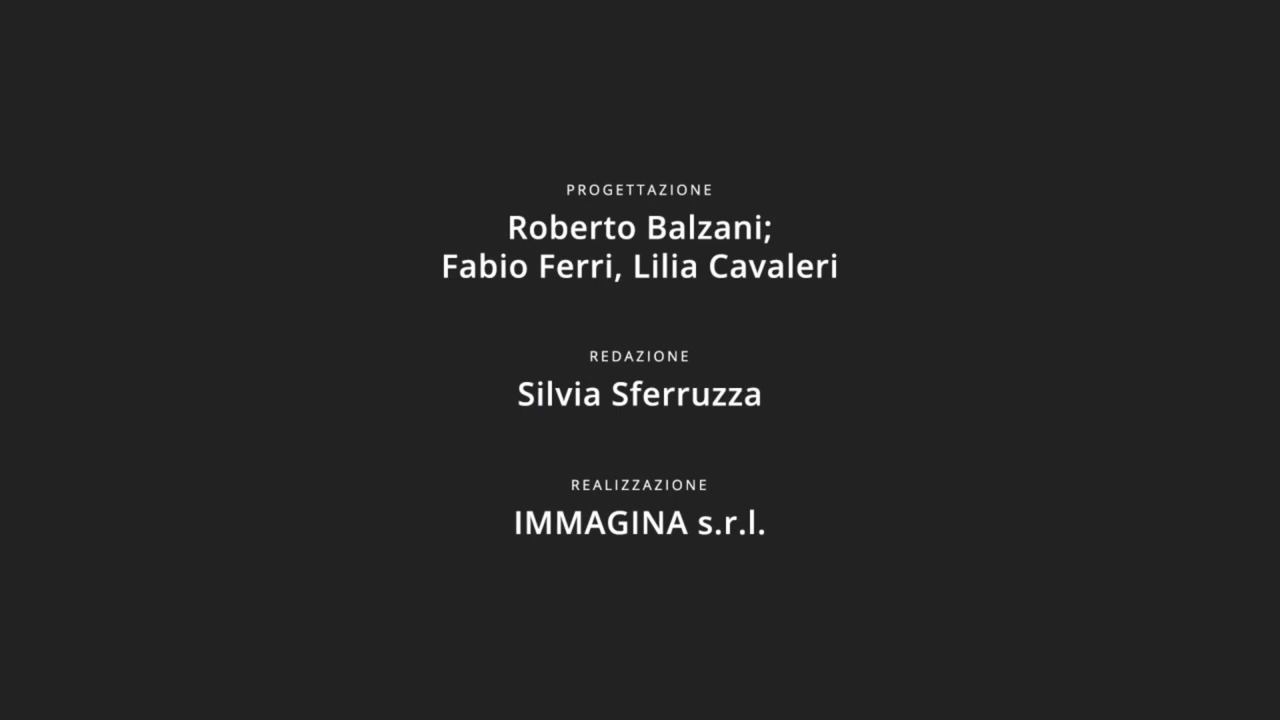 PROGETTAZIONE
Roberto Balzani;
Fabio Ferri, Lilia Cavaleri
REDAZIONE
Silvia Sferruzza
REALIZZAZIONE
IMMAGINA s.r.l.